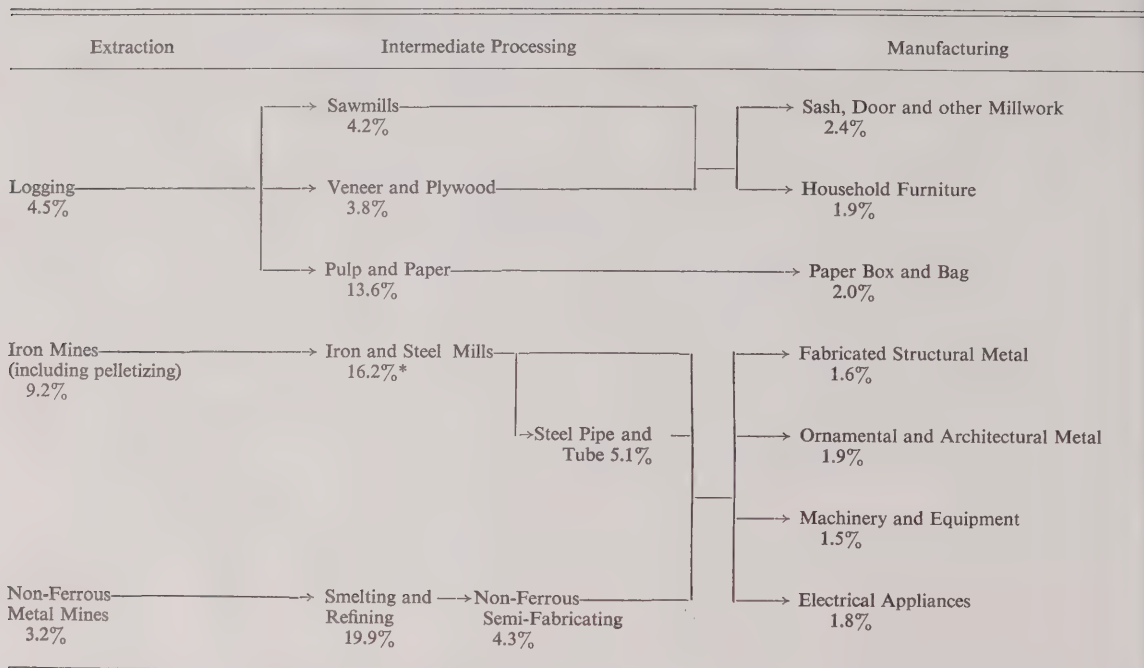 Extraction Intermediate Processing Manufacturing
Sawmills Sash, Door and other Millwork
4.2% 2.4%
Logging Veneer and Plywood Household Furniture
4.5% 3.8% 1.9%
Pulp and Paper Paper Box and Bag
13.6% 2.0%
Iron Mines Iron and Steel Mills Fabricated Structural Metal
(including pelletizing) 16.2%* 1.6%
9.2%
Steel Pipe and Ornamental and Architectural Metal
Tube 5.1% 1.9%
Machinery and Equipment
1.5%
Non-Ferrous Smelting and Non-Ferrous Electrical Appliances
Metal Mines Refining Semi-Fabricating 1.8%
3.2% 19.9% 4.3%